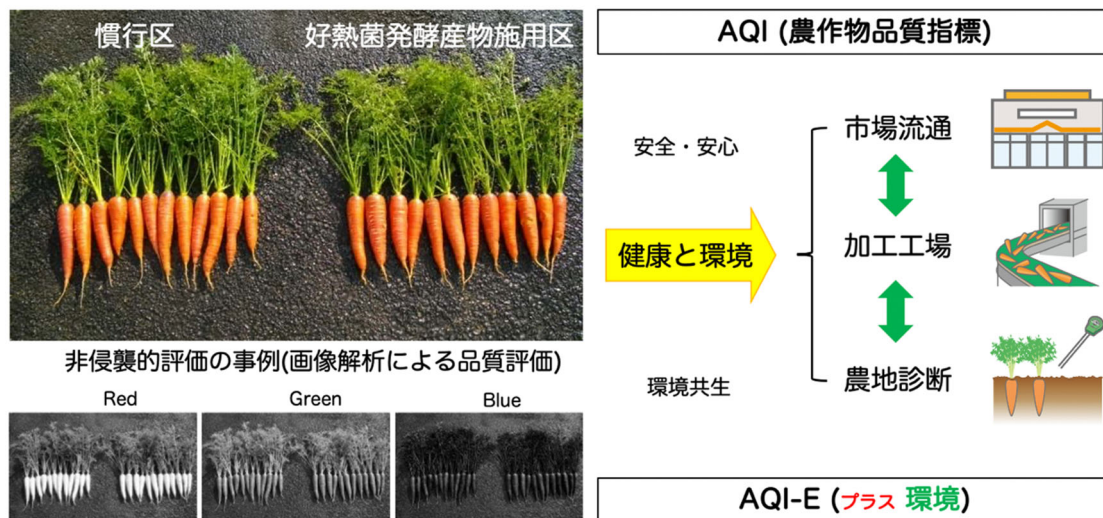 慣行区
好熱菌発酵産物施用区
非侵襲的評価の事例(画像解析による品質評価)
Red
Green
Blue
AQI (農作物品質指標)
安全・安心
健康と環境
環境共生
市場流通
加工工場
農地診断
AQI-E (プラス 環境)